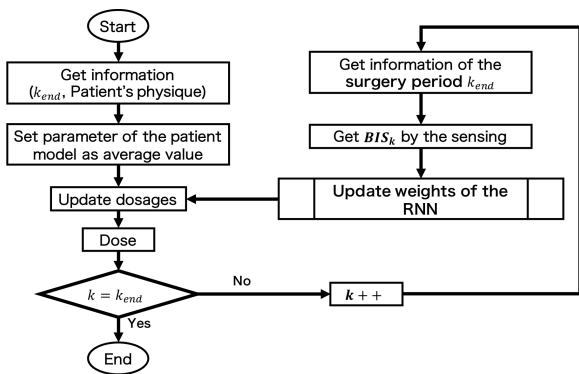 Start
Get information
(k_end, Patient's physique)
Set parameter of the patient
model as average value
Update dosages
Dose
k = k_end
Yes
End
No
k ++
Get information of the
surgery period k_end
Get BIS_k by the sensing
Update weights of the
RNN